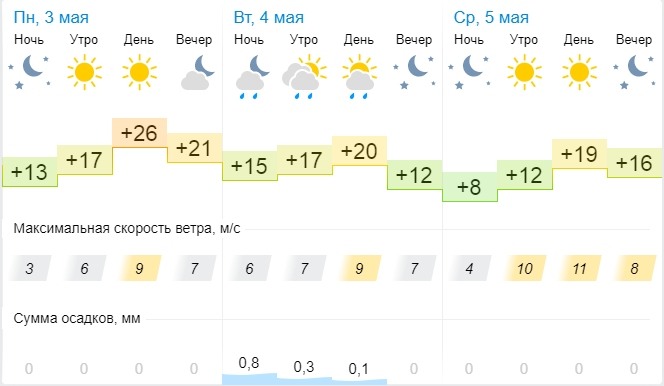 Пн, 3 мая Вт, 4 мая Ср, 5 мая
Ночь Утро День Вечер Ночь Утро День Вечер Ночь Утро День Вечер
+13 +17 +26 +21 +15 +17 +20 +12 +8 +12 +19 +16
Максимальная скорость ветра, м/с
3 6 9 7 6 7 9 7 4 10 11 8
Сумма осадков, мм
0 0 0 0 0,8 0,3 0,1 0 0 0 0 0